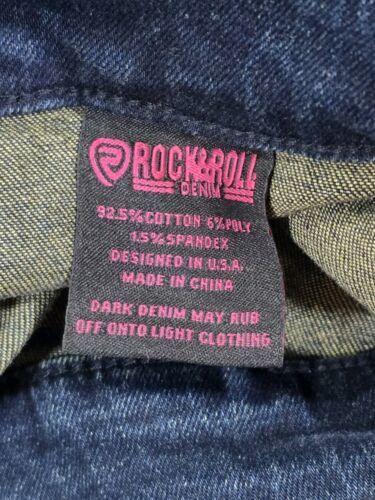 ROCK&ROLL
DENIM
92.5%COTTON 6%POLY
1.5%SPANDEX
DESIGNED IN U.S.A.
MADE IN CHINA
DARK DENIM MAY RUB
OFF ONTO LIGHT CLOTHING